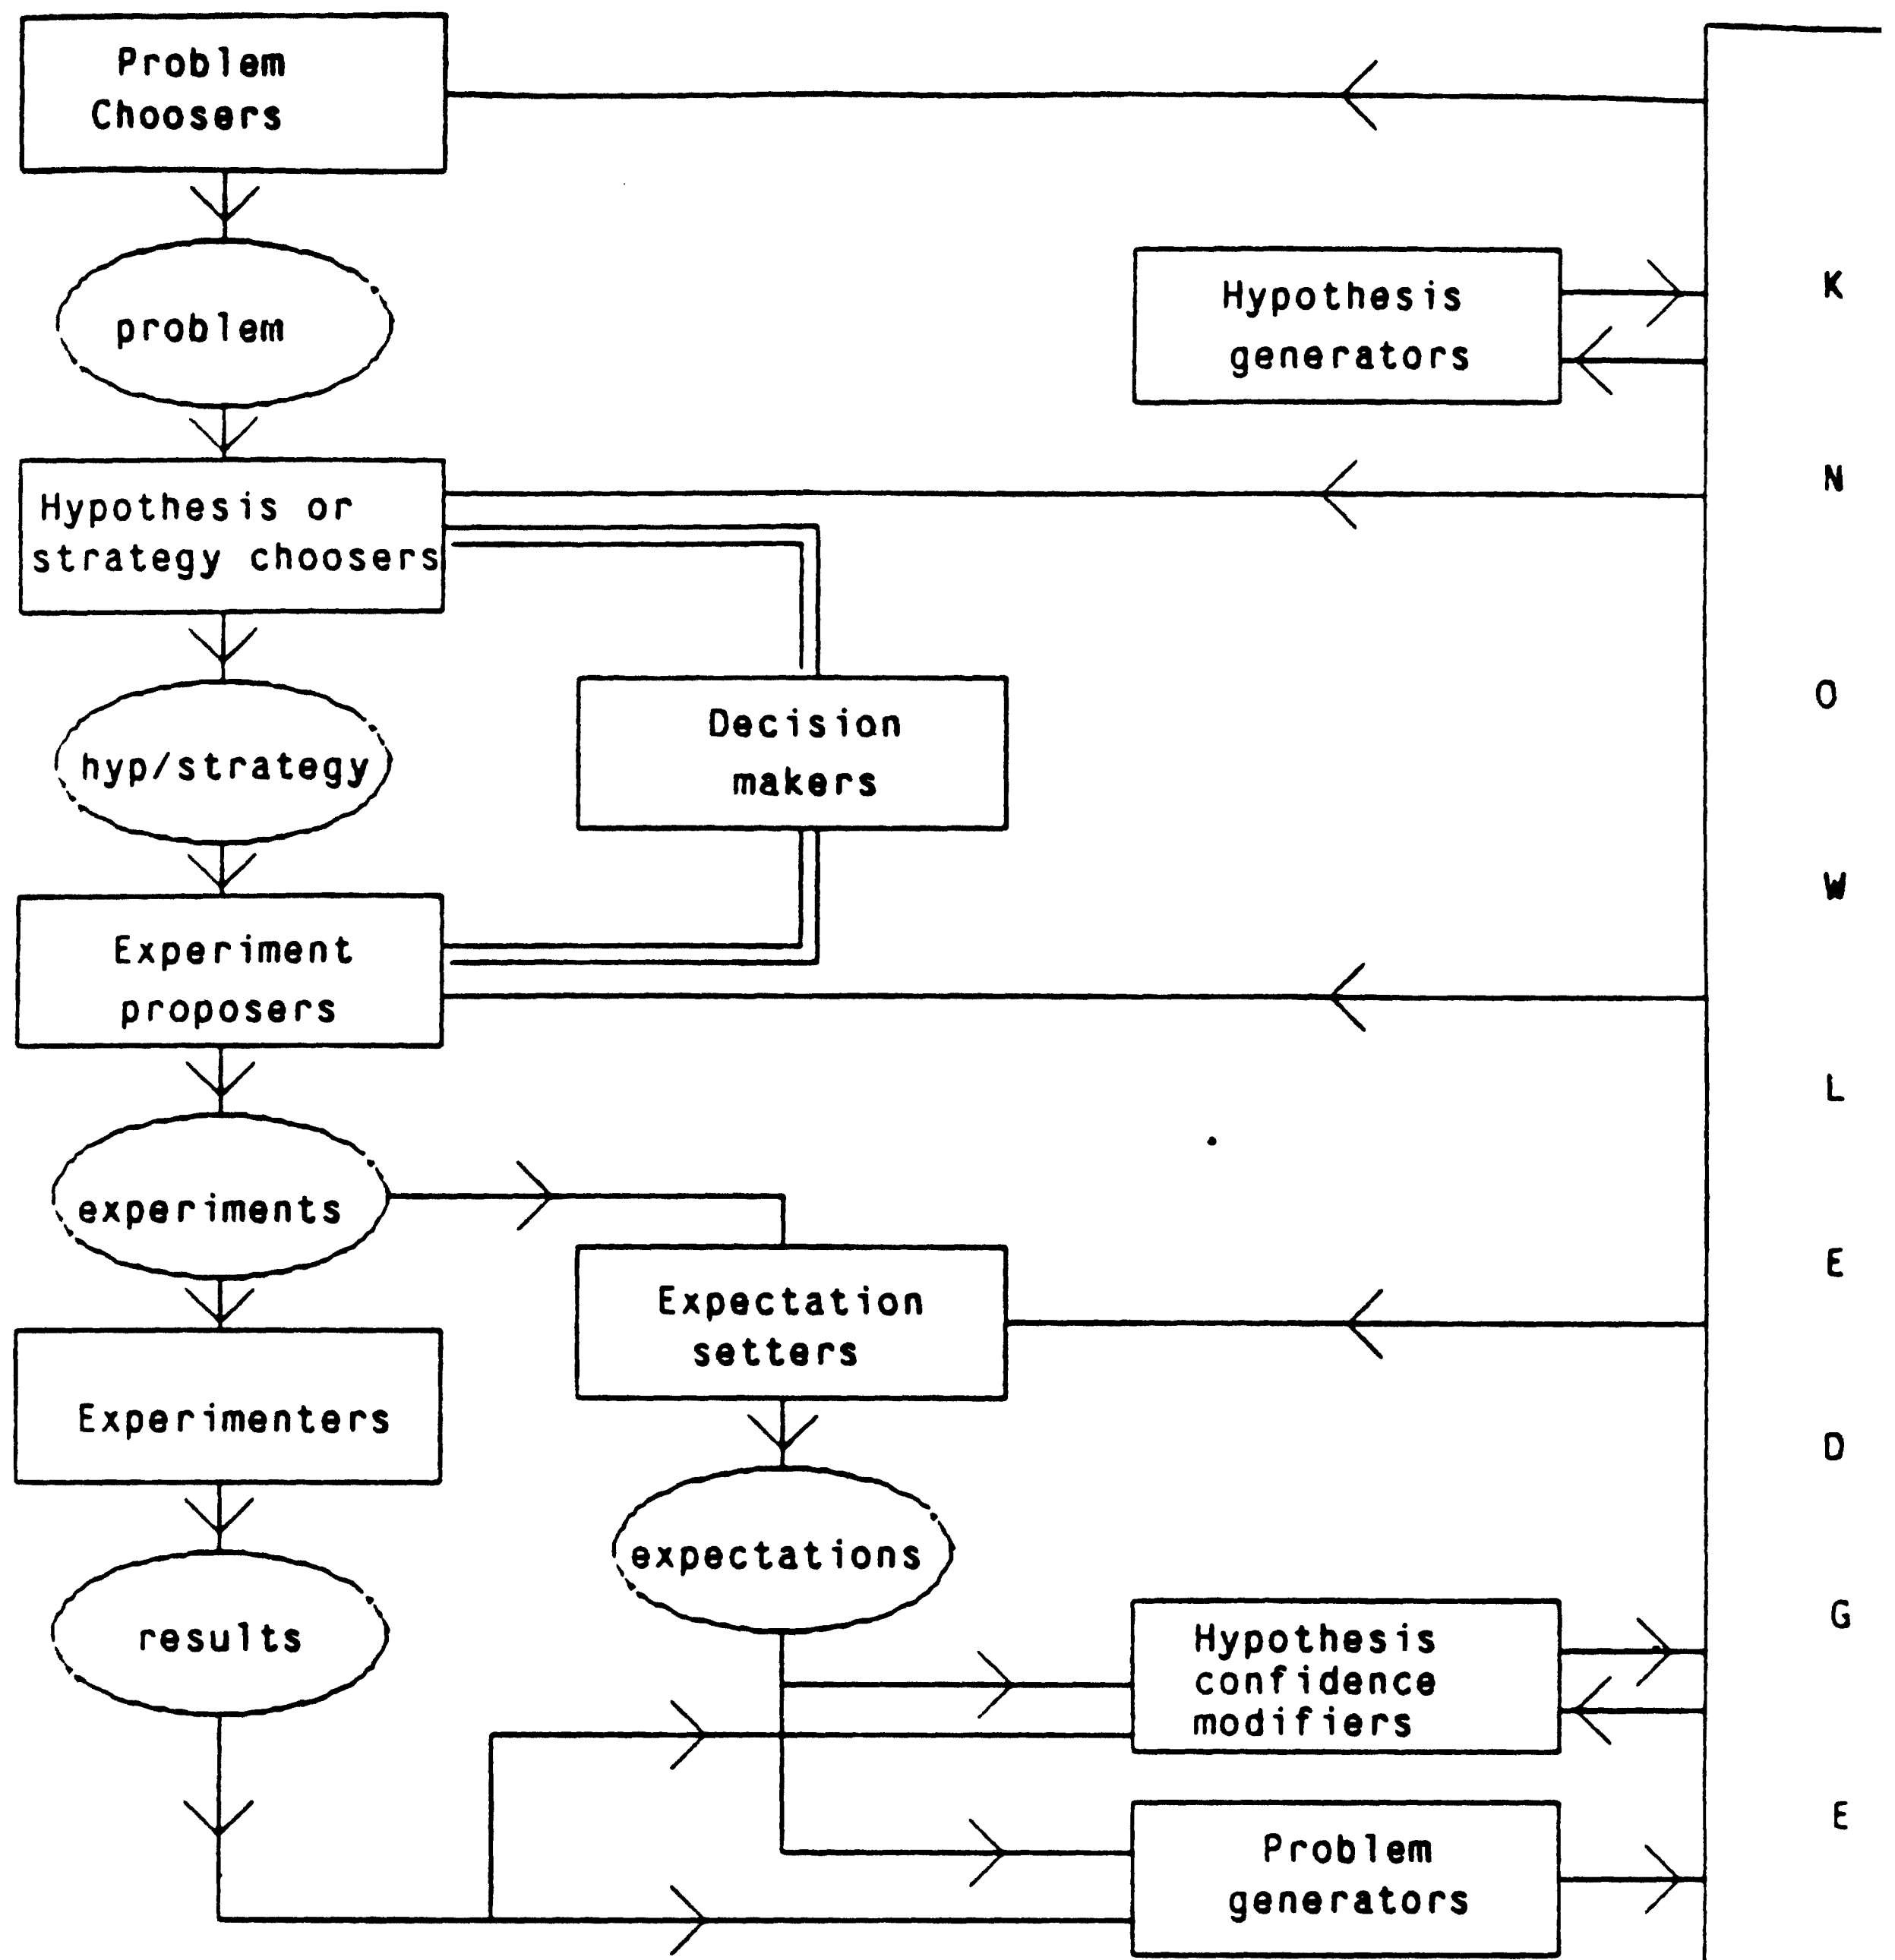 Problem
Choosers
problem
Hypothesis
generators
Hypothesis or
strategy choosers
hyp/strategy
Decision
makers
Experiment
proposers
experiments
Expectation
setters
Experimenters
expectations
results
Hypothesis
confidence
modifiers
Problem
generators
K
N
O
W
L
E
D
G
E